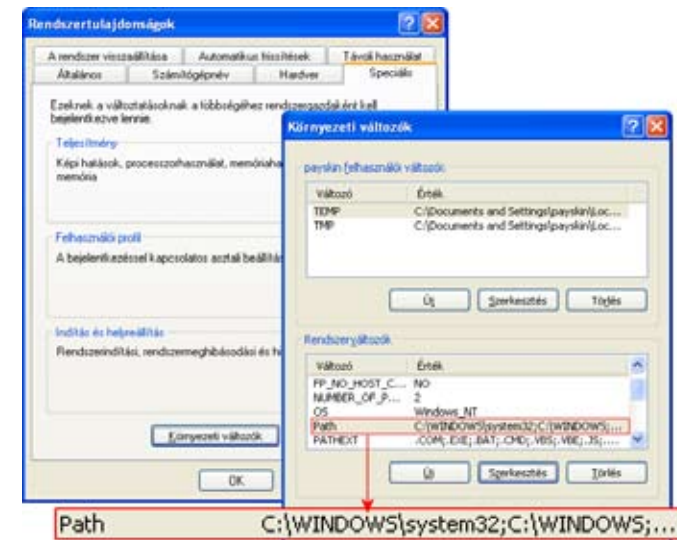 Rendszertulajdonságok
A rendszer visszaállítása
Automatikus frissítések
Távoli használat
Általános
Számítógépnév
Hardver
Speciális
Ezeknek a változtatásoknak a többségéhez rendszergazdaként kell
bejelentkezve lennie.
Teljesítmény
Képi hatások, processzorhasználat, memóriaha
memória
Felhasználói profil
A bejelentkezéssel kapcsolatos asztali beállítás
Indítás és helyreállítás
Rendszerindítási, rendszermeghibásodási és hi
Környezeti változók
OK
Környezeti változók
payskin felhasználói változói
Változó Érték
TEMP C:\Documents and Settings\payskin\Loc...
TMP C:\Documents and Settings\payskin\Loc...
Új Szerkesztés Törlés
Rendszerváltozók
Változó Érték
FP_NO_HOST_C... NO
NUMBER_OF_P... 2
OS Windows_NT
Path C:\WINDOWS\system32;C:\WINDOWS;...
PATHEXT .COM;.EXE;.BAT;.CMD;.VBS;.VBE;.JS;....
Új Szerkesztés Törlés
Path C:\WINDOWS\system32;C:\WINDOWS;...